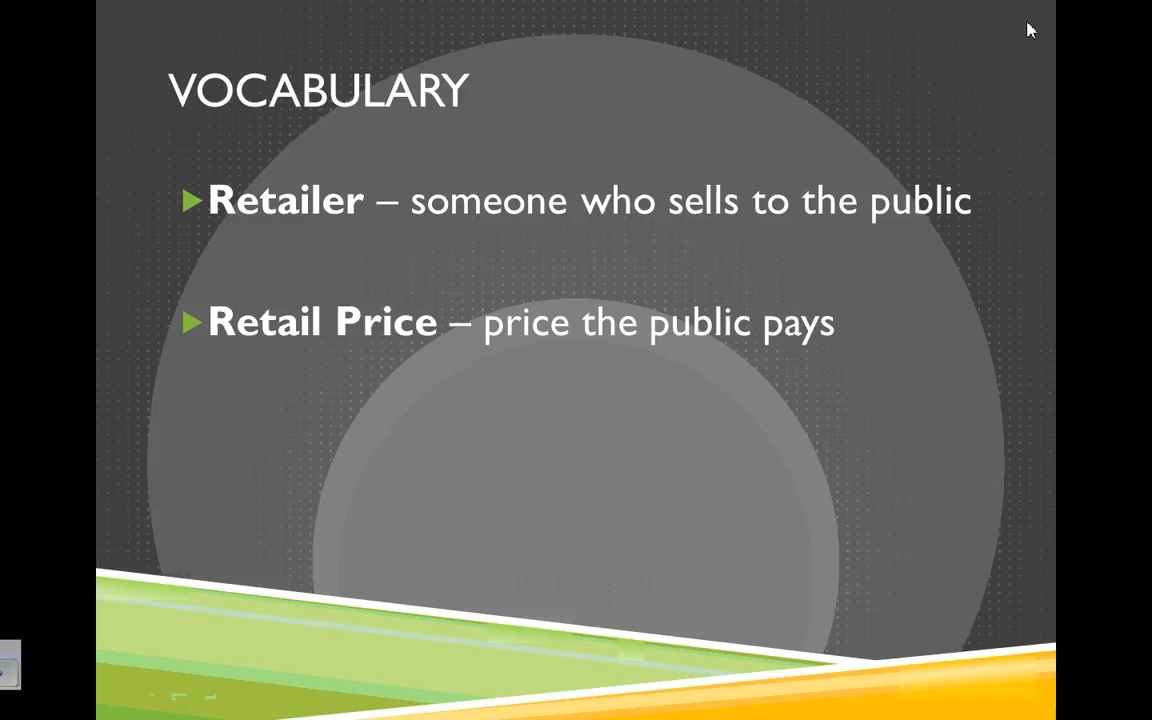 VOCABULARY
Retailer – someone who sells to the public
Retail Price – price the public pays